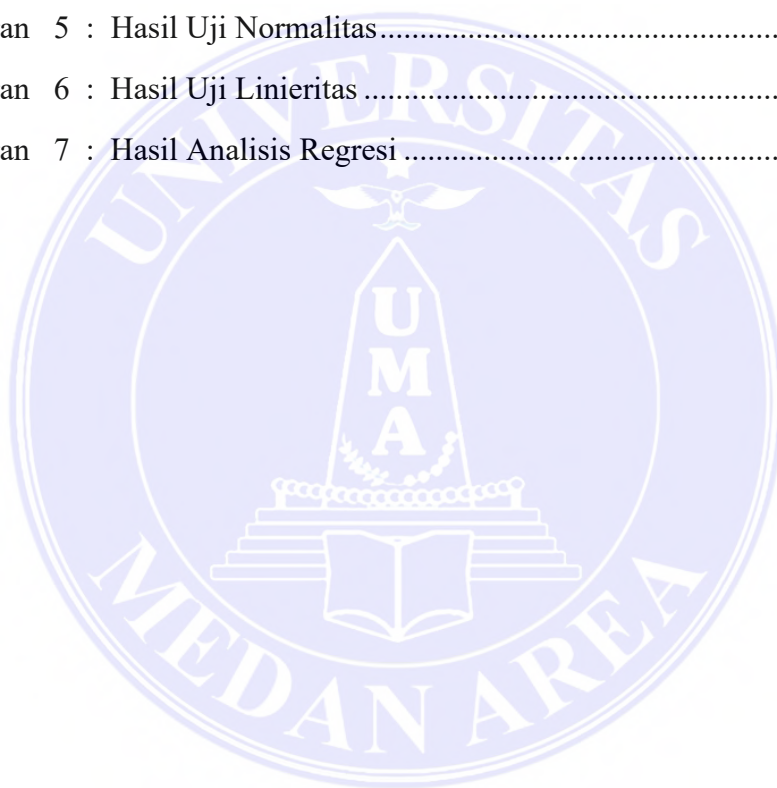 an 5 : Hasil Uji Normalitas........................................
an 6 : Hasil Uji Linieritas ..........................................
an 7 : Hasil Analisis Regresi ......................................
UNIVERSITAS
U
M
A
MEDAN AREA